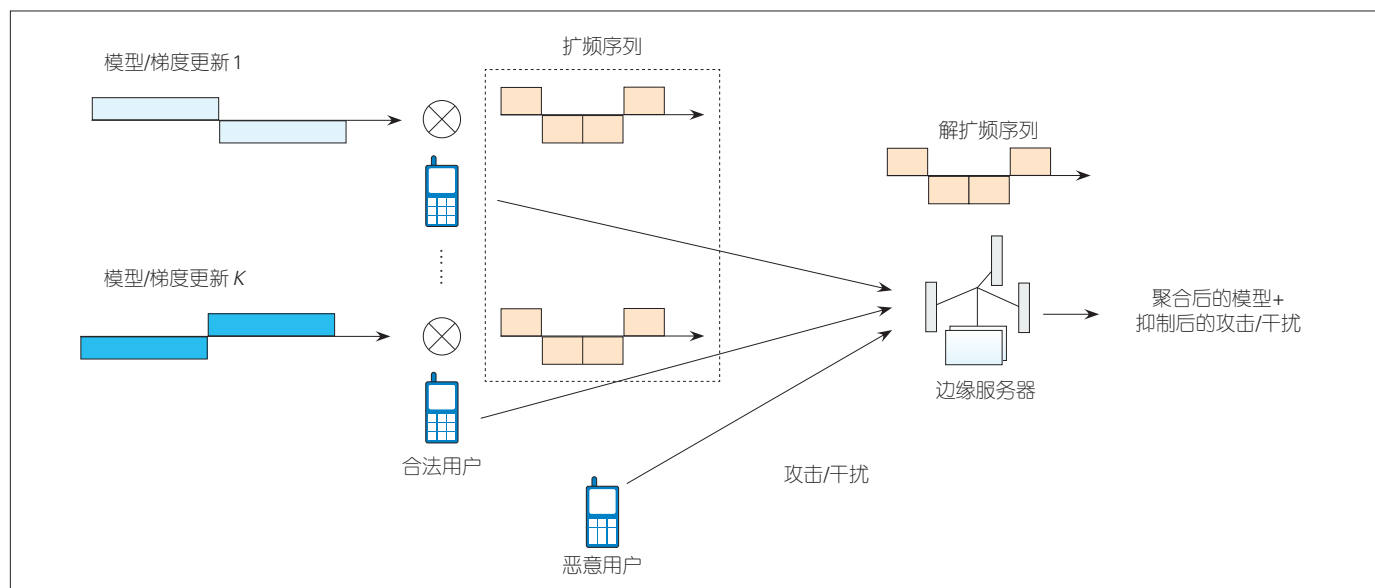 模型/梯度更新 1
扩频序列
解扩频序列
模型/梯度更新 K
聚合后的模型+
抑制后的攻击/干扰
边缘服务器
合法用户
攻击/干扰
恶意用户